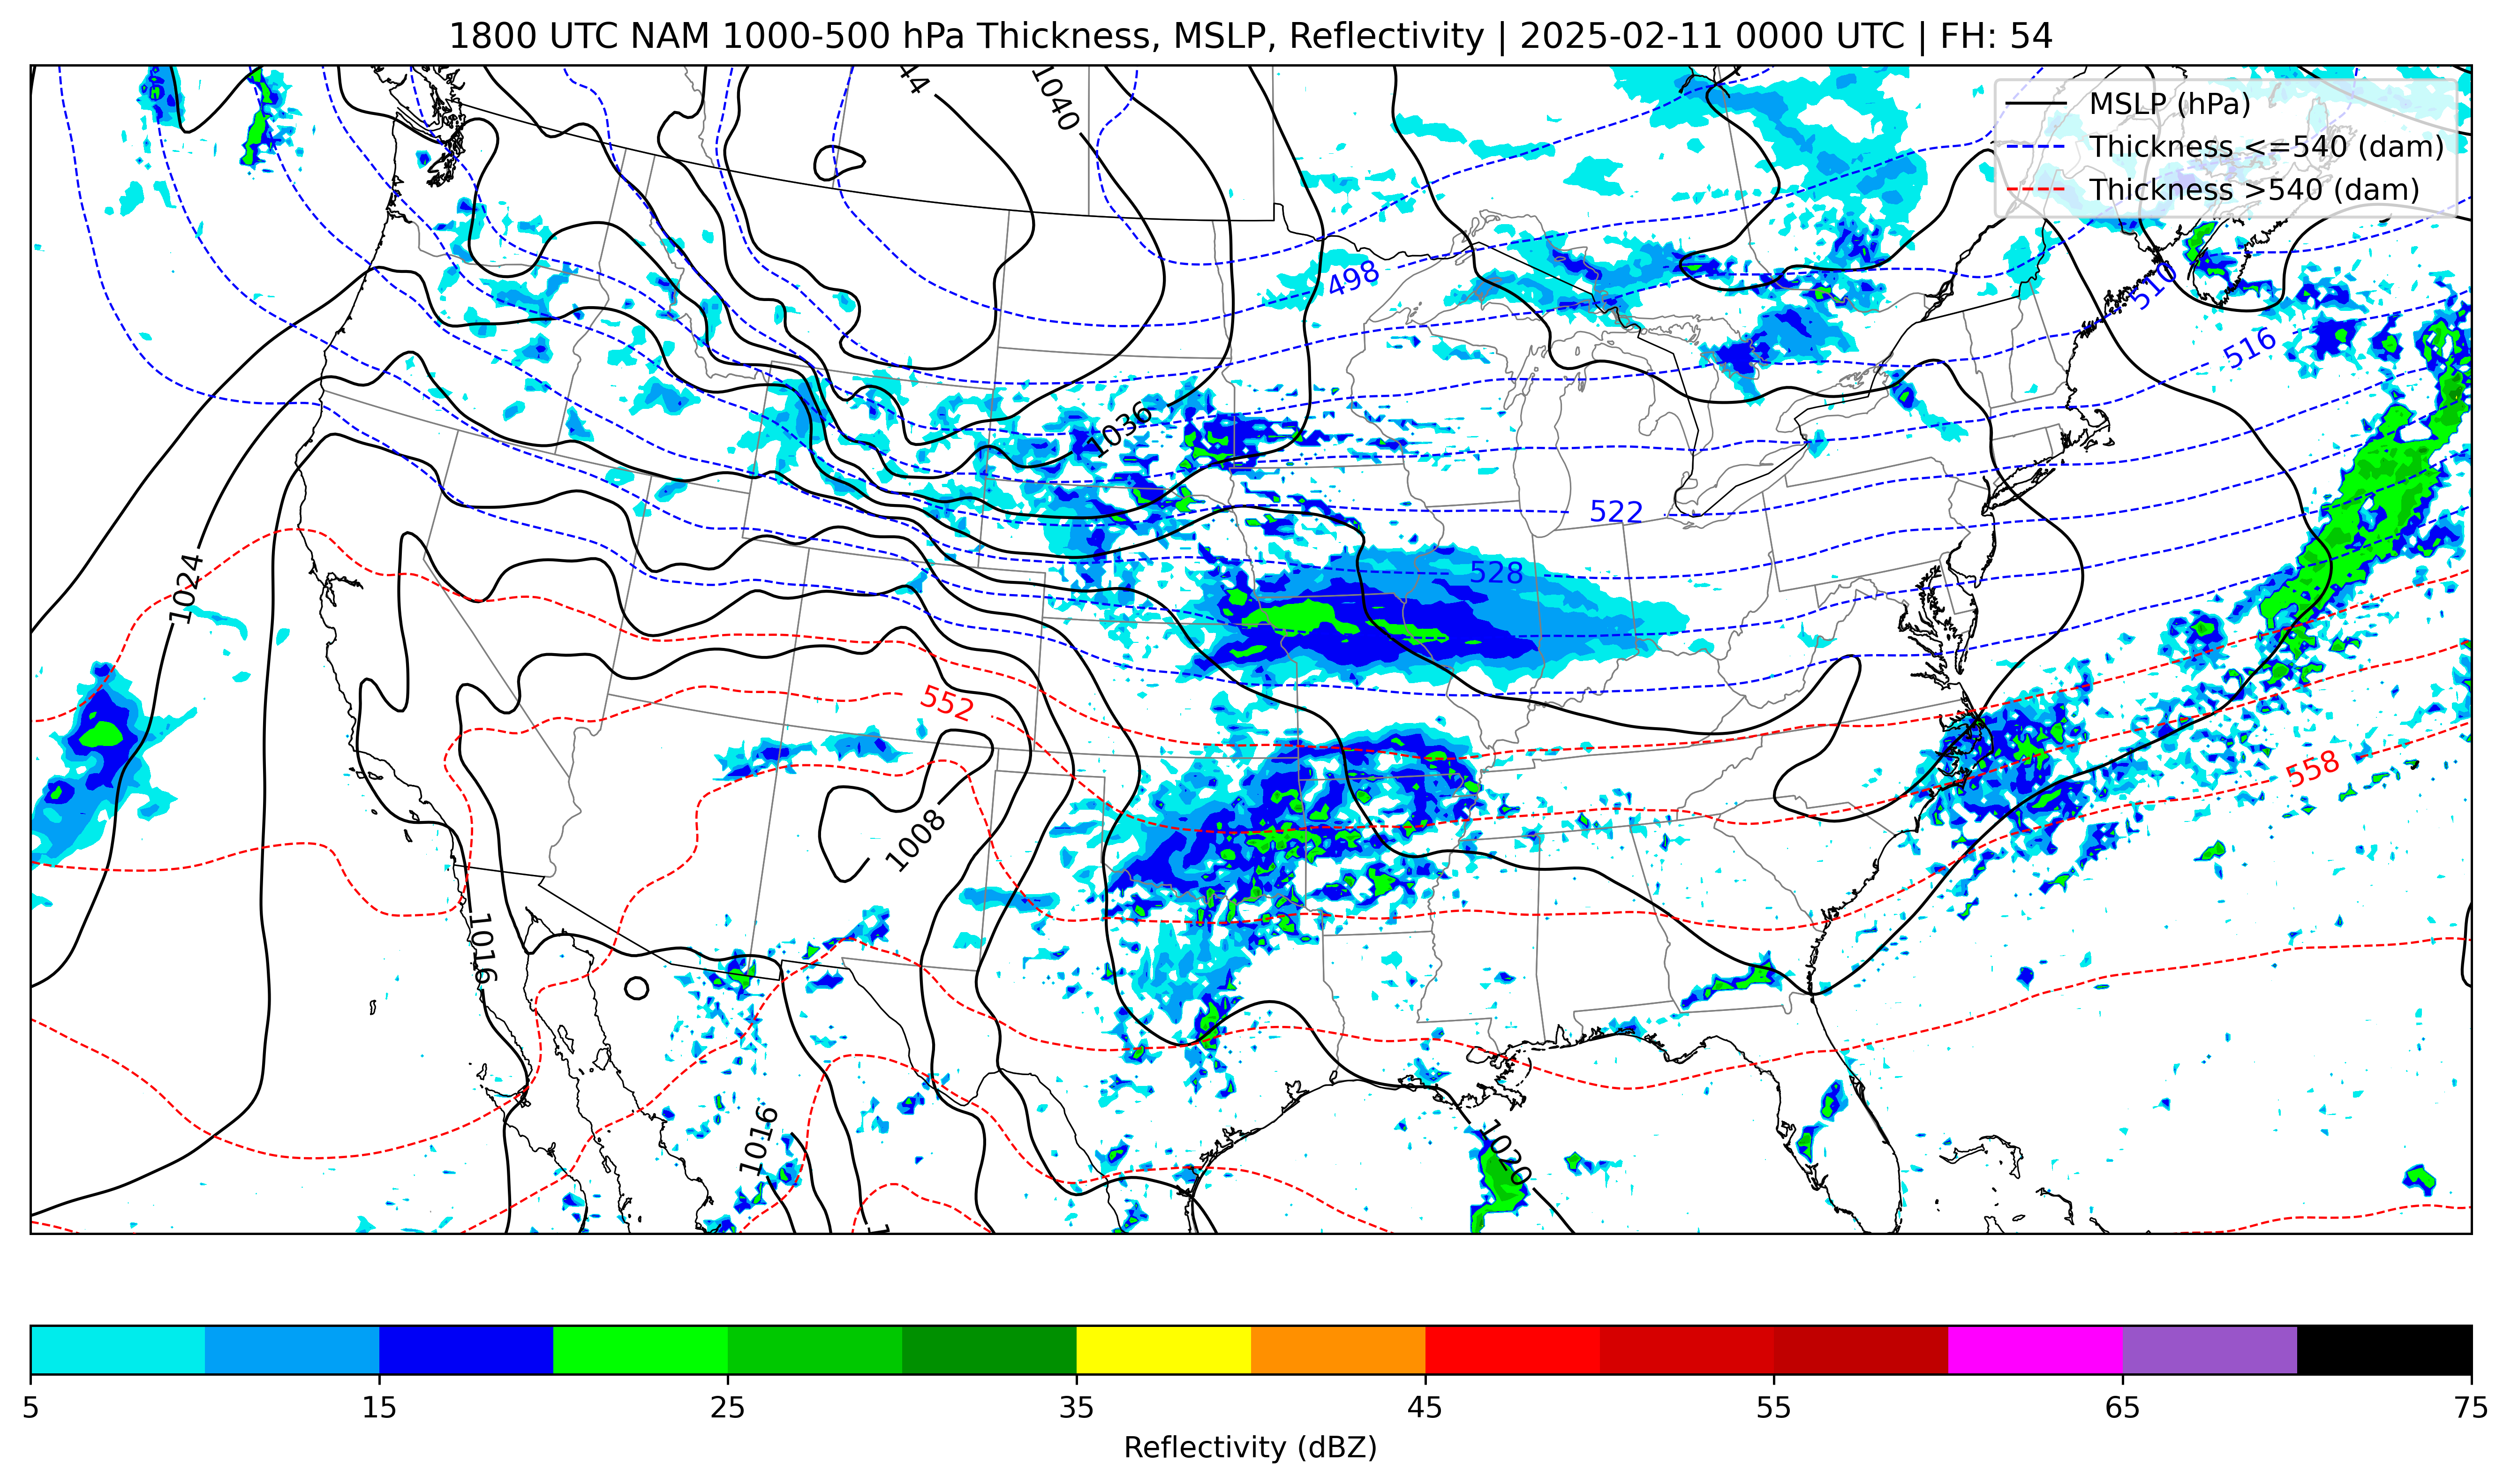 1800 UTC NAM 1000-500 hPa Thickness, MSLP, Reflectivity | 2025-02-11 0000 UTC | FH: 54
MSLP (hPa)
Thickness <=540 (dam)
Thickness >540 (dam)
44
1040
498
510
516
1036
522
1024
528
552
558
1008
1016
1016
1020
5 15 25 35 45 55 65 75
Reflectivity (dBZ)